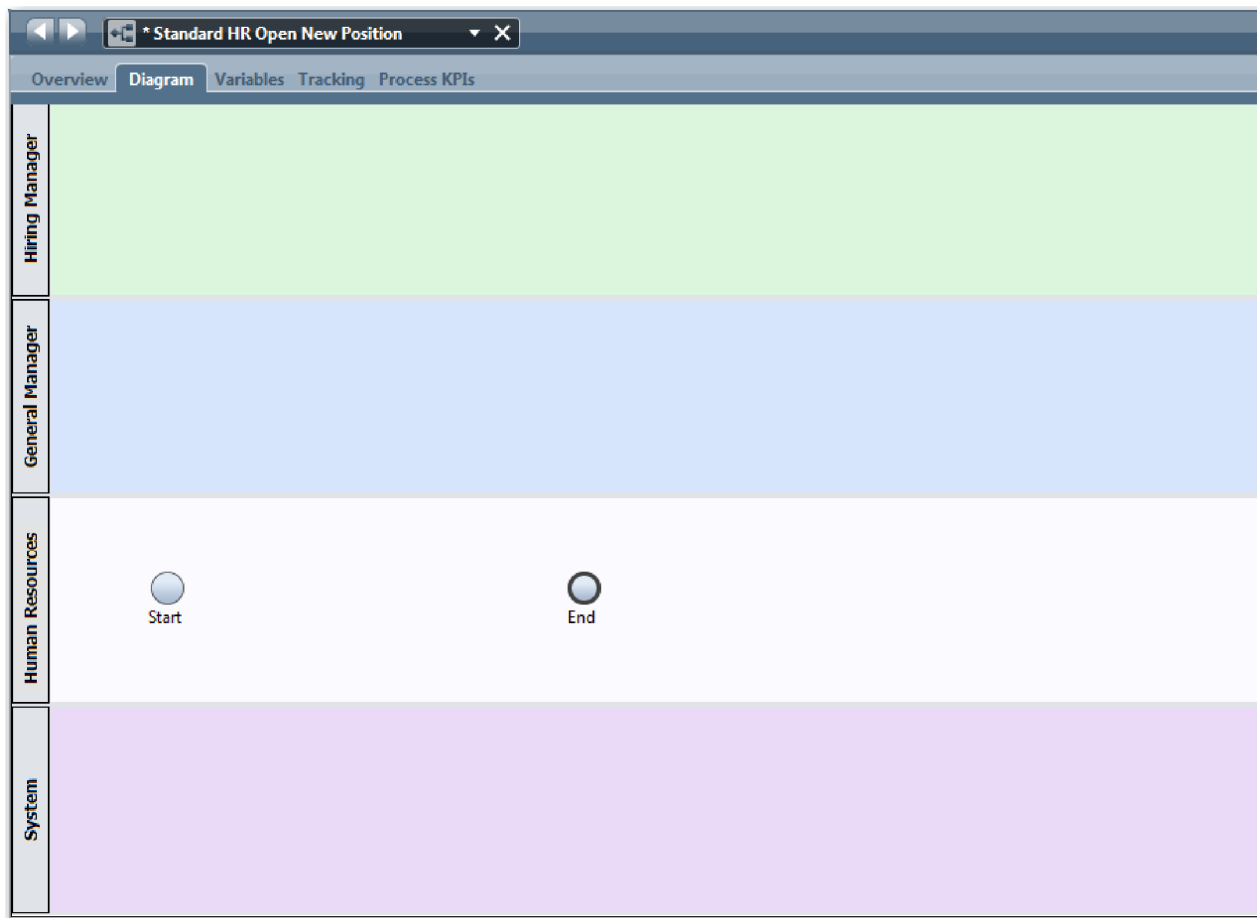 * Standard HR Open New Position
Overview Diagram Variables Tracking Process KPIs
Hiring Manager
General Manager
Human Resources
Start End
System